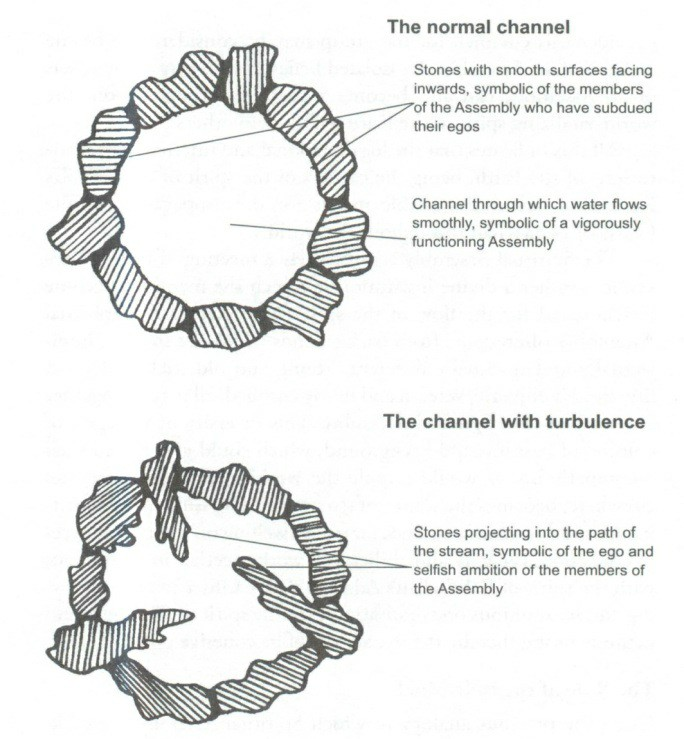 The normal channel
Stones with smooth surfaces facing
inwards, symbolic of the members
of the Assembly who have subdued
their egos
Channel through which water flows
smoothly, symbolic of a vigorously
functioning Assembly
The channel with turbulence
Stones projecting into the path of
the stream, symbolic of the ego and
selfish ambition of the members of
the Assembly